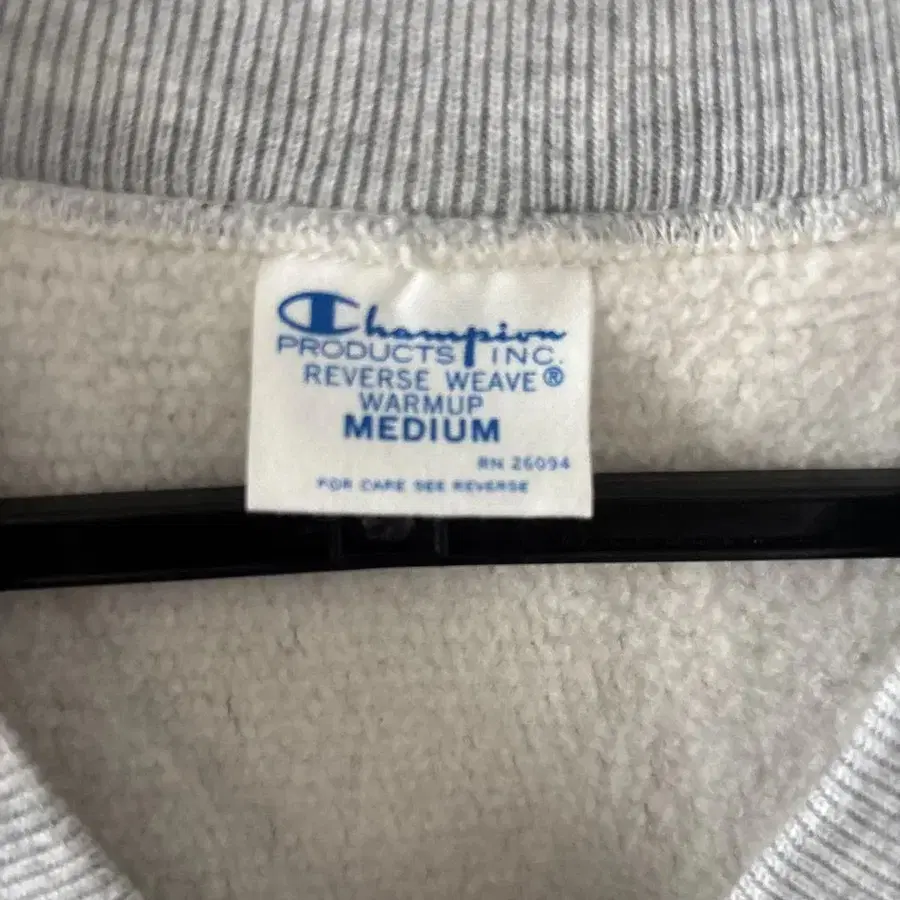 Champion
PRODUCTS INC.
REVERSE WEAVE®
WARMUP
MEDIUM
RN 26094
FOR CARE SEE REVERSE